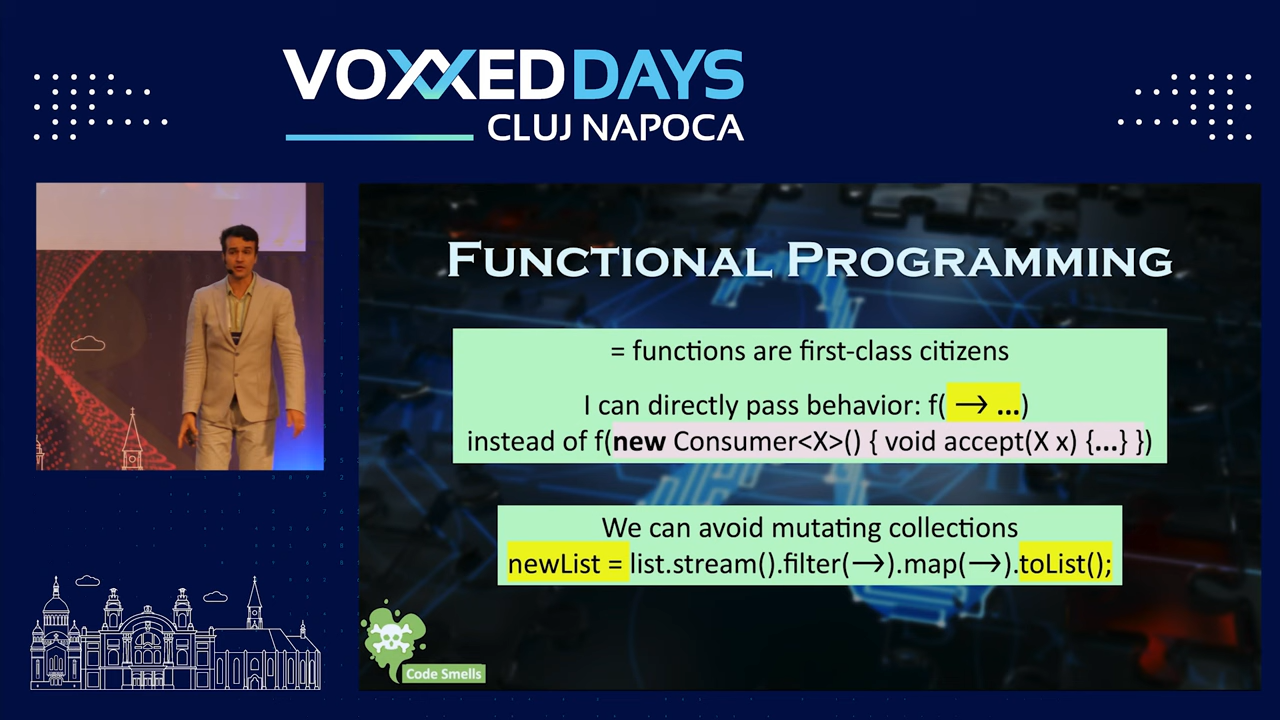 VOXXED DAYS
CLUJ NAPOCA
FUNCTIONAL PROGRAMMING
= functions are first-class citizens
I can directly pass behavior: f( → ...)
instead of f(new Consumer<X>() { void accept(X x) {...} })
We can avoid mutating collections
newList = list.stream().filter(→).map(→).toList();
Code Smells